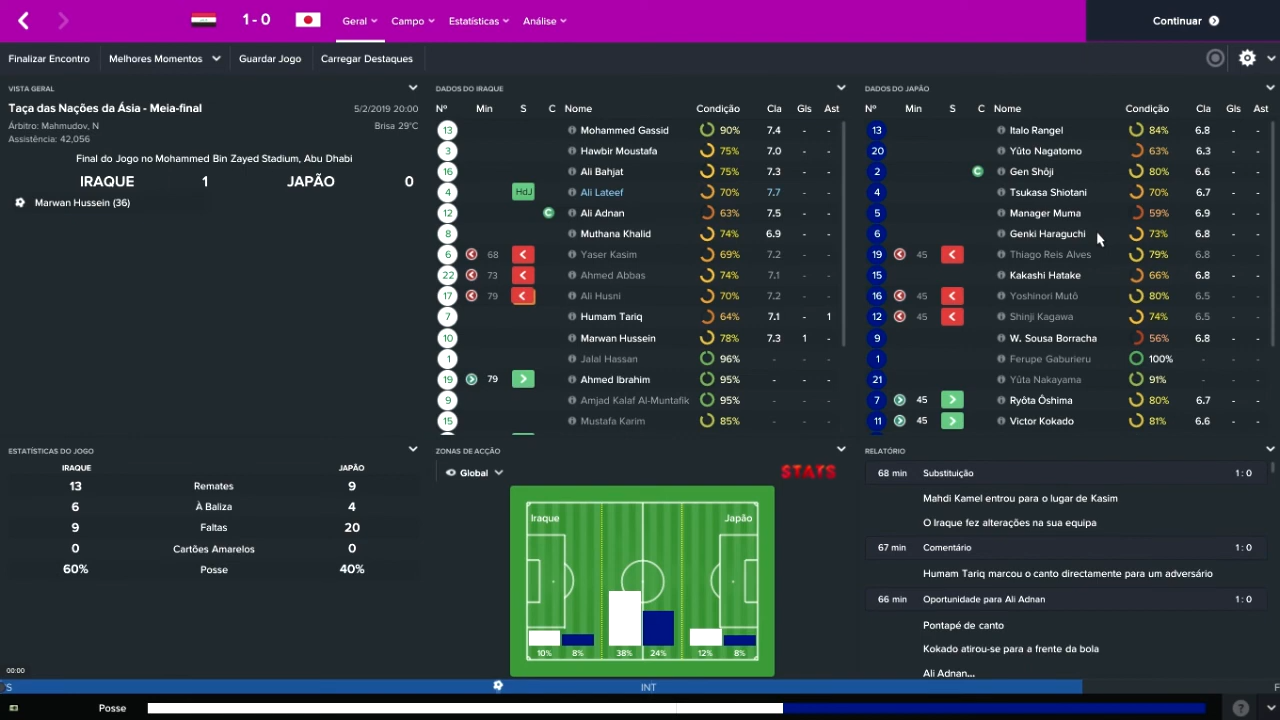 1 - 0
Geral Campo Estatísticas Análise
Continuar
Finalizar Encontro Melhores Momentos Guardar Jogo Carregar Destaques
VISTA GERAL
Taça das Nações da Ásia - Meia-final 5/2/2019 20:00
Árbitro: Mahmudov, N Brisa 29°C
Assistência: 42,056
Final do Jogo no Mohammed Bin Zayed Stadium, Abu Dhabi
IRAQUE 1 JAPÃO 0
Marwan Hussein (36)
DADOS DO IRAQUE
Nº Min S C Nome Condição Cla Gls Ast
13 Mohammed Gassid 90% 7.4 - -
3 Hawbir Moustafa 75% 7.0 - -
16 Ali Bahjat 75% 7.3 - -
4 HdJ Ali Lateef 70% 7.7 - -
12 C Ali Adnan 63% 7.5 - -
8 Muthana Khalid 74% 6.9 - -
6 68 Yaser Kasim 69% 7.2 - -
22 73 Ahmed Abbas 74% 7.1 - -
17 79 Ali Husni 70% 7.2 - -
7 Humam Tariq 64% 7.1 - 1
10 Marwan Hussein 78% 7.3 1 -
1 Jalal Hassan 96% - - -
19 79 Ahmed Ibrahim 95% - - -
9 Amjad Kalaf Al-Muntafik 95% - - -
15 Mustafa Karim 85% - - -
DADOS DO JAPÃO
Nº Min S C Nome Condição Cla Gls Ast
13 Italo Rangel 84% 6.8 - -
20 Yûto Nagatomo 63% 6.3 - -
2 C Gen Shôji 80% 6.6 - -
4 Tsukasa Shiotani 70% 6.7 - -
5 Manager Muma 59% 6.9 - -
6 Genki Haraguchi 73% 6.8 - -
19 45 Thiago Reis Alves 79% 6.8 - -
15 Kakashi Hatake 66% 6.8 - -
16 45 Yoshinori Mutô 80% 6.5 - -
12 45 Shinji Kagawa 74% 6.5 - -
9 W. Sousa Borracha 56% 6.8 - -
1 Ferupe Gaburieru 100% - - -
21 Yûta Nakayama 91% - - -
7 45 Ryôta Ôshima 80% 6.7 - -
11 45 Victor Kokado 81% 6.6 - -
ESTATÍSTICAS DO JOGO
IRAQUE JAPÃO
13 Remates 9
6 À Baliza 4
9 Faltas 20
0 Cartões Amarelos 0
60% Posse 40%
00:00
ZONAS DE ACÇÃO
Global STATS
Iraque Japão
10% 8% 38% 24% 12% 8%
RELATÓRIO
68 min Substituição 1 : 0
Mahdi Kamel entrou para o lugar de Kasim
O Iraque fez alterações na sua equipa
67 min Comentário 1 : 0
Humam Tariq marcou o canto directamente para um adversário
66 min Oportunidade para Ali Adnan 1 : 0
Pontapé de canto
Kokado atirou-se para a frente da bola
Ali Adnan...
INT
F
Posse
?